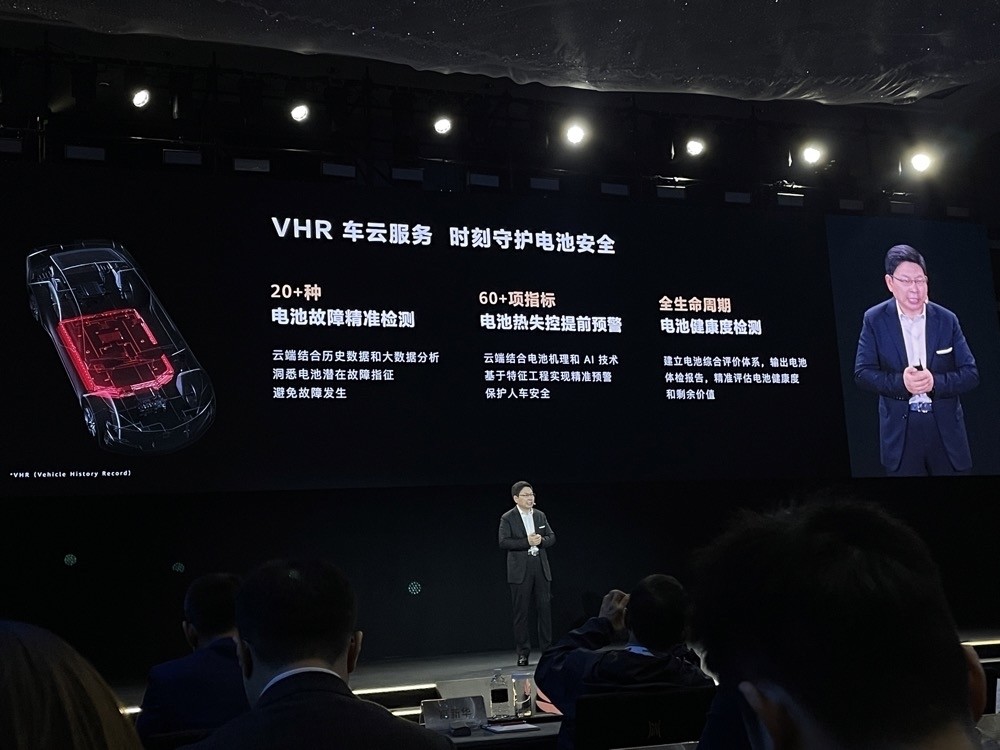 VHR 车云服务 时刻守护电池安全
20+种
电池故障精准检测
云端结合历史数据和大数据分析
洞悉电池潜在故障指征
避免故障发生
60+项指标
电池热失控提前预警
云端结合电池机理和 AI 技术
基于特征工程实现精准预警
保护人车安全
全生命周期
电池健康度检测
建立电池综合评价体系，输出电池
体检报告，精准评估电池健康度
和剩余价值
*VHR (Vehicle History Record)